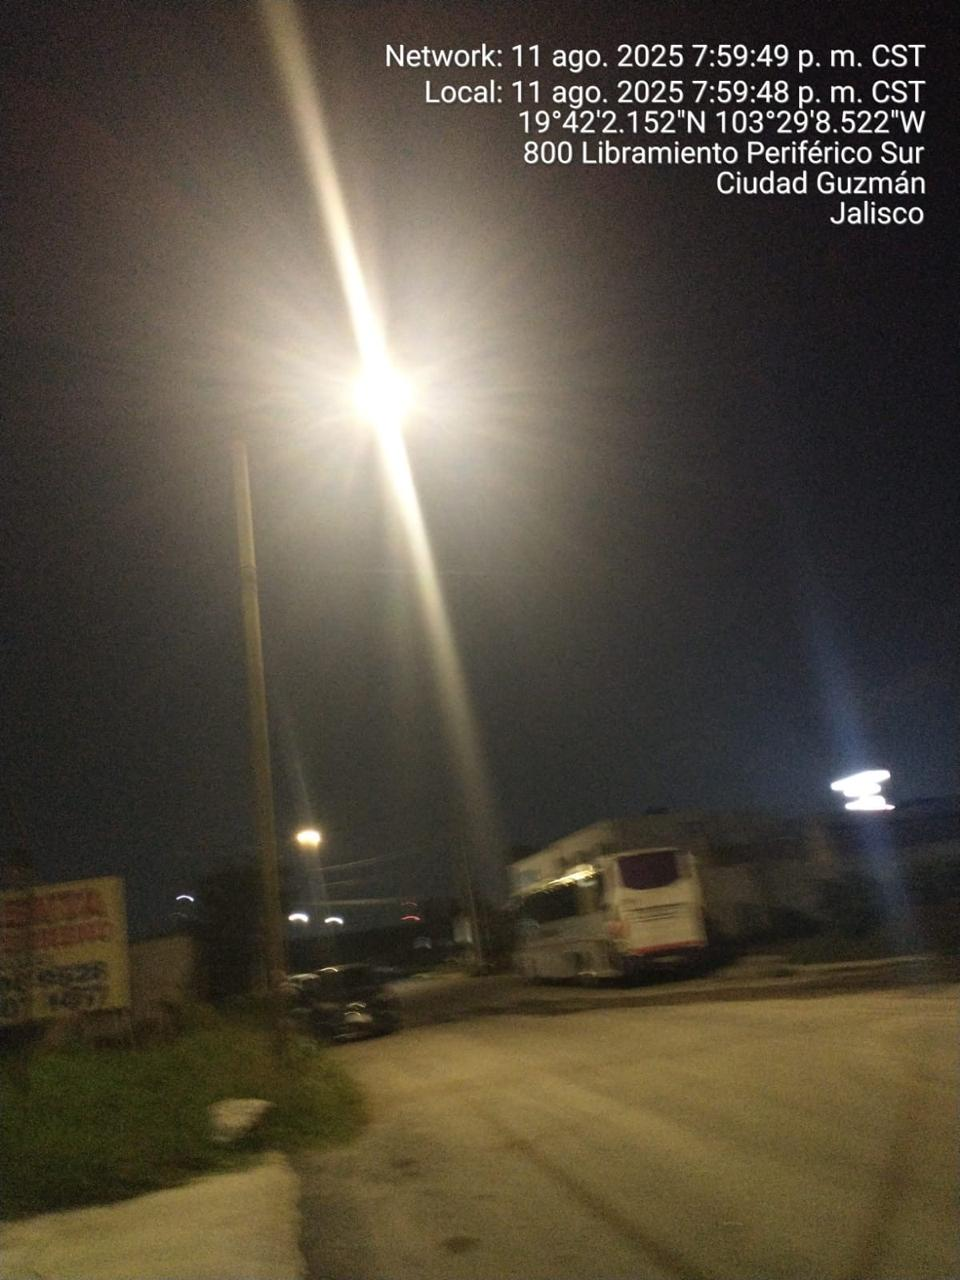 Network: 11 ago. 2025 7:59:49 p. m. CST
Local: 11 ago. 2025 7:59:48 p. m. CST
19°42'2.152"N 103°29'8.522"W
800 Libramiento Periférico Sur
Ciudad Guzmán
Jalisco